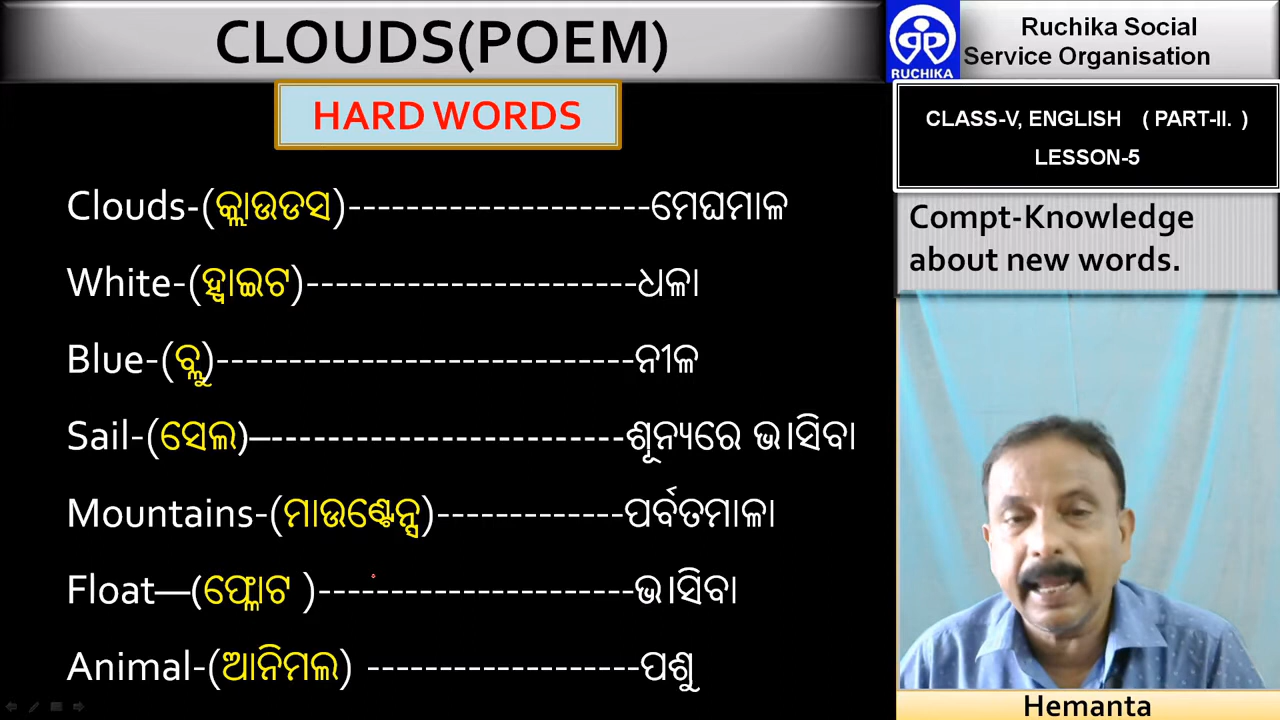 CLOUDS(POEM)
HARD WORDS
Clouds-(କ୍ଲାଉଡସ)---------------------ମେଘମାଳ
White-(ହ୍ଵାଇଟ)-----------------------ଧଳା
Blue-(ବ୍ଲୁ)-----------------------------ନୀଳ
Sail-(ସେଲ)–-------------------------ଶୂନ୍ୟରେ ଭାସିବା
Mountains-(ମାଉଣ୍ଟେନ୍ସ)-------------ପର୍ବତମାଳା
Float—(ଫ୍ଲୋଟ )----------------------ଭାସିବା
Animal-(ଆନିମଲ) -------------------ପଶୁ
RUCHIKA
Ruchika Social
Service Organisation
CLASS-V, ENGLISH ( PART-II. )
LESSON-5
Compt-Knowledge
about new words.
Hemanta